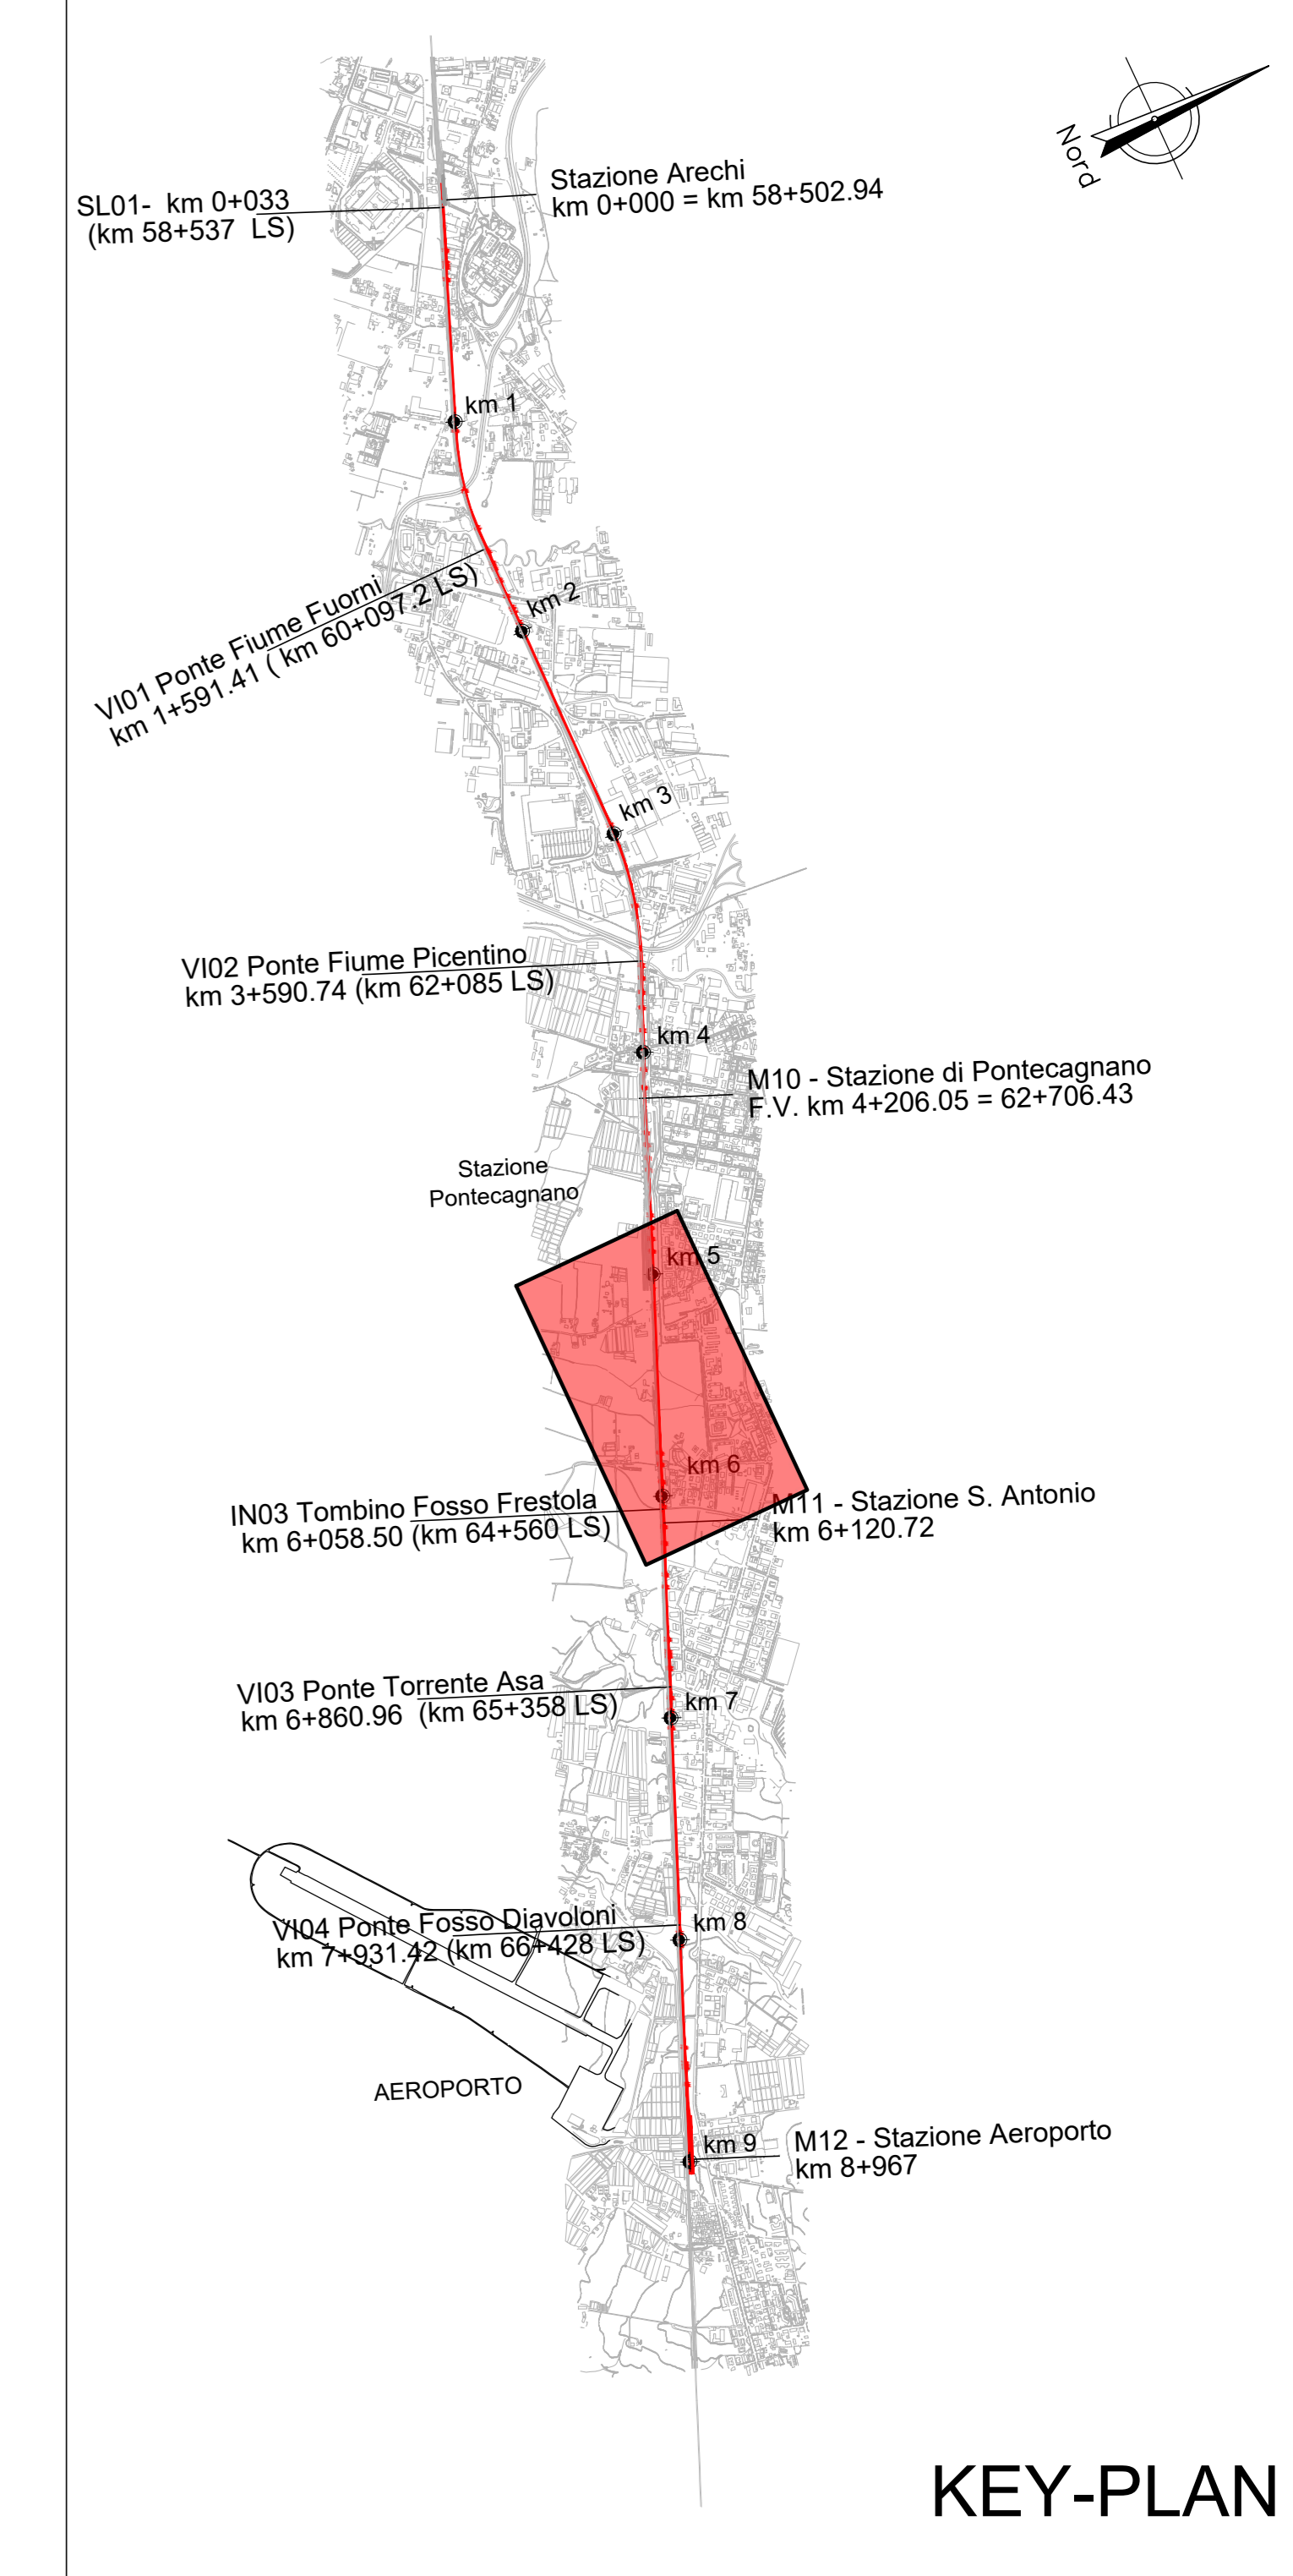 Nord
Stazione Arechi
km 0+000 = km 58+502.94
SL01- km 0+033
(km 58+537 LS)
km 1
VI01 Ponte Fiume Fuorni
km 1+591.41 ( km 60+097.2 LS)
km 2
km 3
VI02 Ponte Fiume Picentino
km 3+590.74 (km 62+085 LS)
km 4
M10 - Stazione di Pontecagnano
F.V. km 4+206.05 = 62+706.43
Stazione
Pontecagnano
km 5
km 6
IN03 Tombino Fosso Frestola
km 6+058.50 (km 64+560 LS)
M11 - Stazione S. Antonio
km 6+120.72
VI03 Ponte Torrente Asa
km 6+860.96 (km 65+358 LS)
km 7
VI04 Ponte Fosso Diavoloni
km 7+931.42 (km 66+428 LS)
km 8
AEROPORTO
km 9
M12 - Stazione Aeroporto
km 8+967
KEY-PLAN